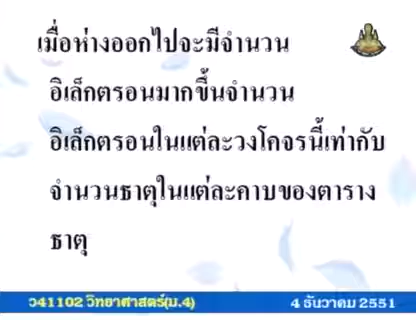 เมื่อห่างออกไปจะมีจำนวน
อิเล็กตรอนมากขึ้นจำนวน
อิเล็กตรอนในแต่ละวงโคจรนี้เท่ากับ
จำนวนธาตุในแต่ละคาบของตาราง
ธาตุ
ว41102 วิทยาศาสตร์(ม.4) 4 ธันวาคม 2551